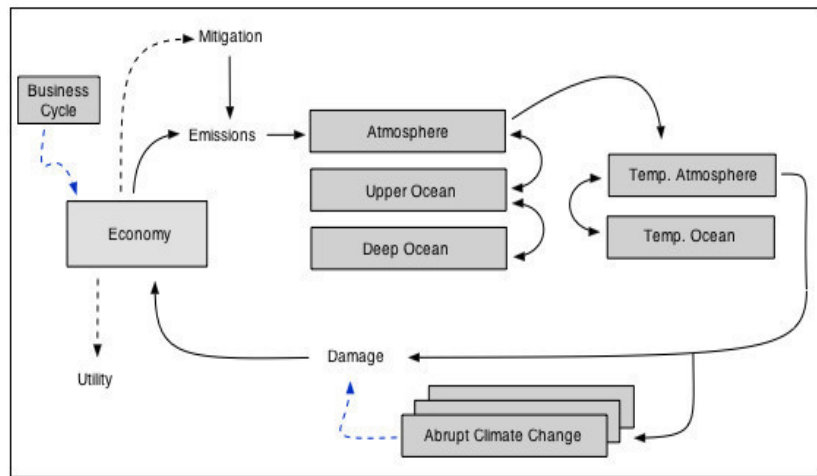 Mitigation
Business
Cycle
Emissions
Atmosphere
Upper Ocean
Deep Ocean
Temp. Atmosphere
Temp. Ocean
Economy
Utility
Damage
Abrupt Climate Change